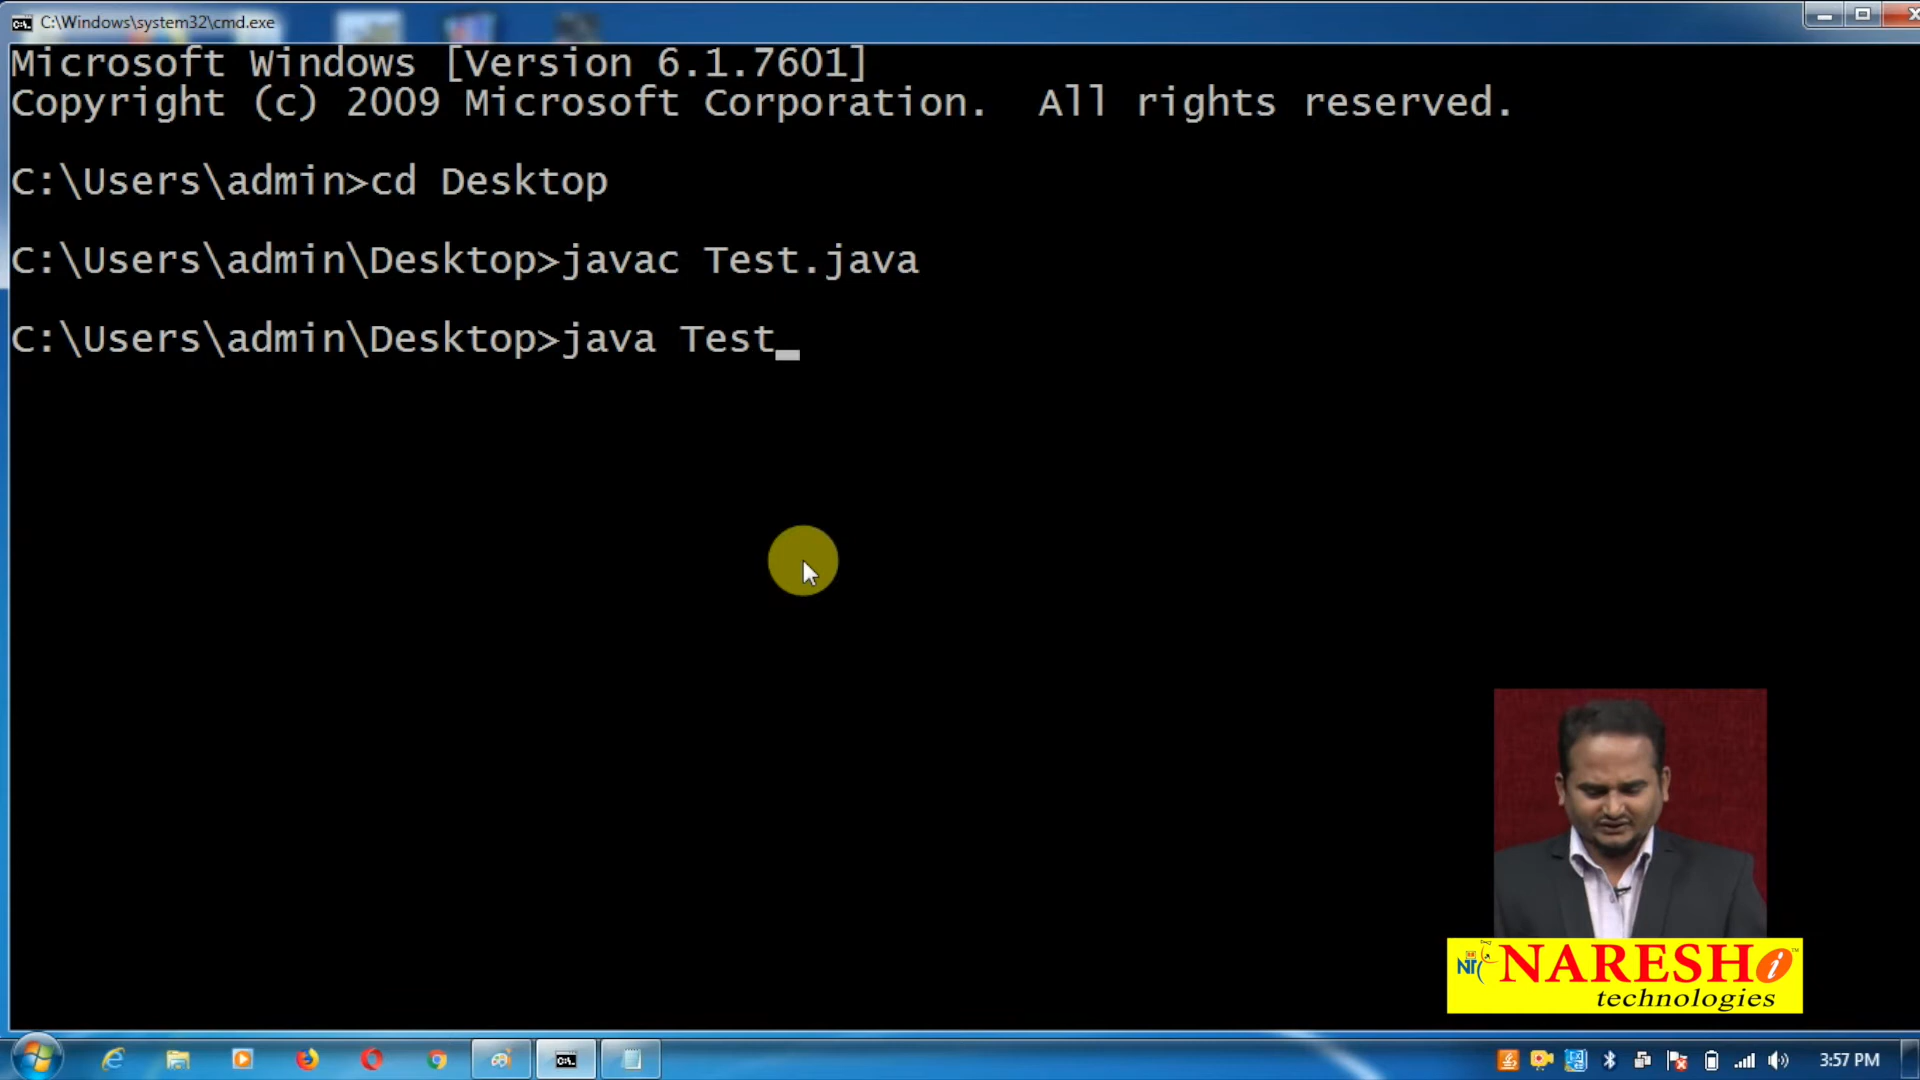 C:\Windows\system32\cmd.exe
Microsoft Windows [Version 6.1.7601]
Copyright (c) 2009 Microsoft Corporation.  All rights reserved.
C:\Users\admin>cd Desktop
C:\Users\admin\Desktop>javac Test.java
C:\Users\admin\Desktop>java Test_
NARESH i
technologies
3:57 PM